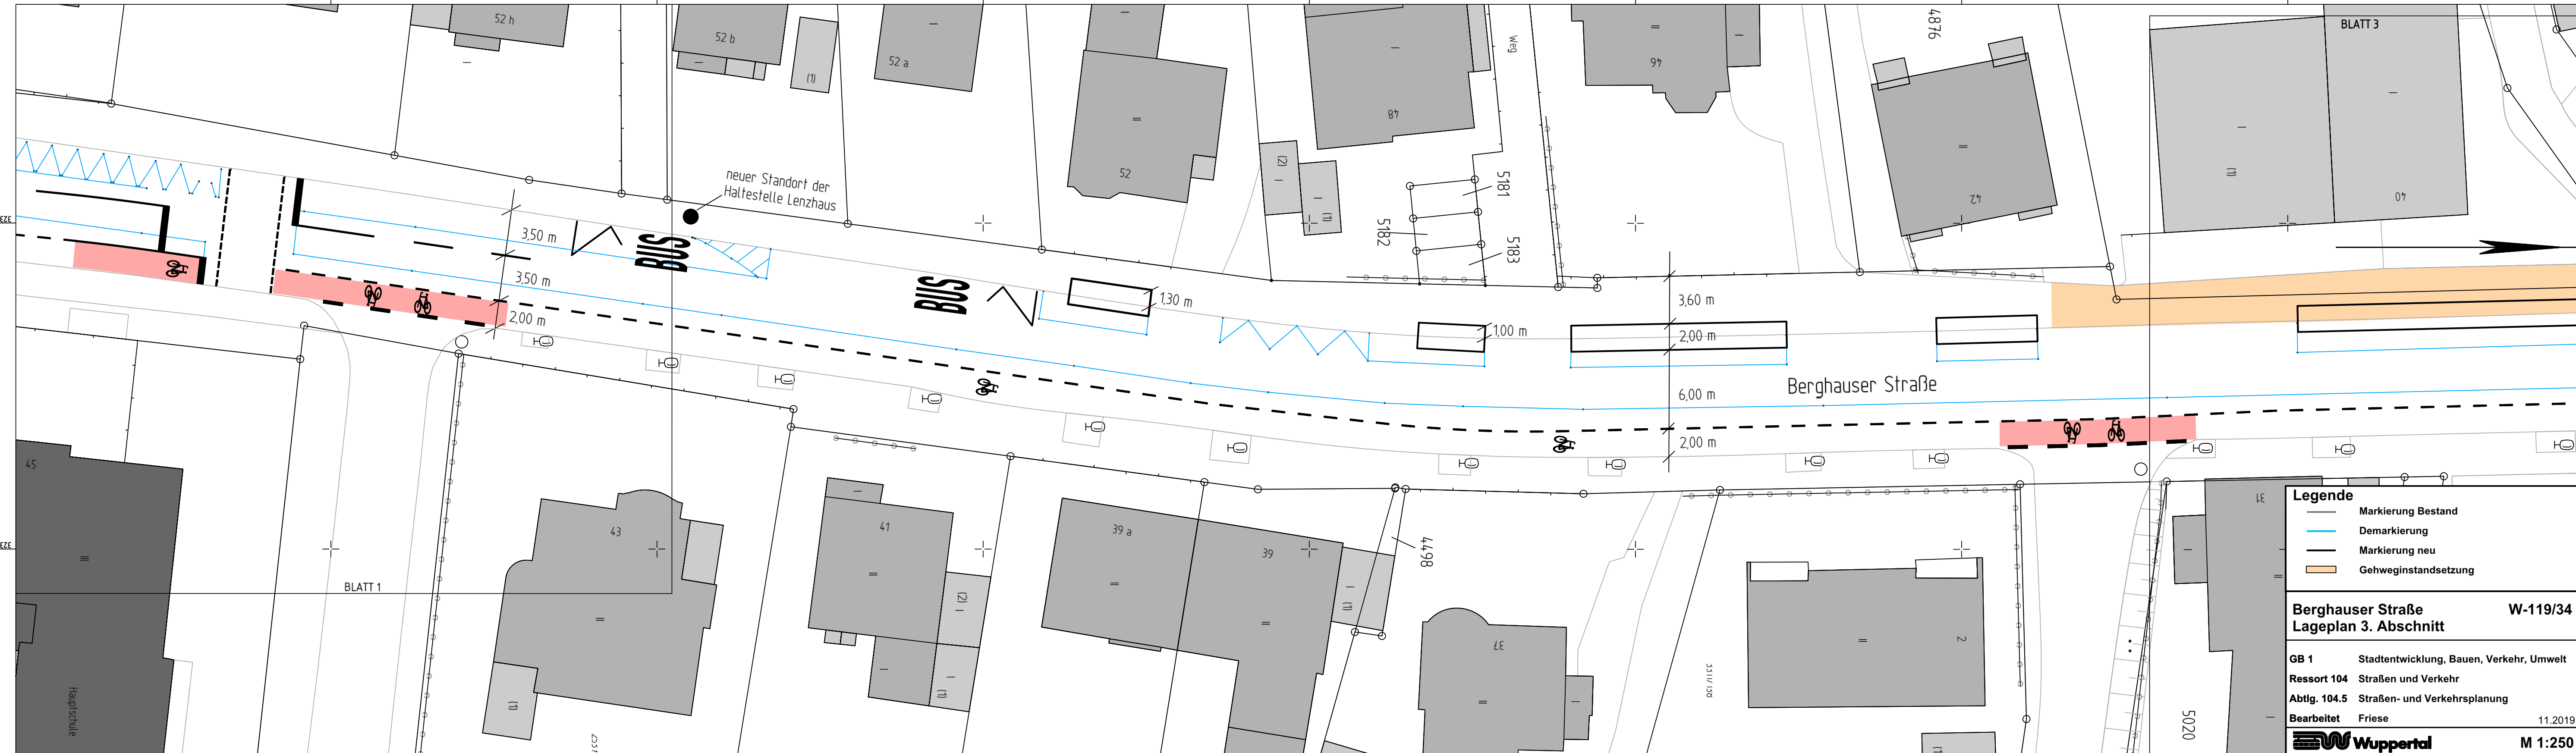 52 h
52 b
(1)
52 a
52
48
Weg
46
4876
42
BLATT 3
(1)
40
323
neuer Standort der
Haltestelle Lenzhaus
3,50 m
3,50 m
2,00 m
BUS
BUS
1,30 m
(2)
(1)
5181
5182
5183
1,00 m
3,60 m
2,00 m
6,00 m
2,00 m
Berghauser Straße
323
45
Hauptschule
BLATT 1
43
(1)
41
(2)
(1)
39 a
39
(1)
4498
37
2
(1)
5020
31
Legende
Markierung Bestand
Demarkierung
Markierung neu
Gehweginstandsetzung
Berghauser Straße W-119/34
Lageplan 3. Abschnitt
GB 1 Stadtentwicklung, Bauen, Verkehr, Umwelt
Ressort 104 Straßen und Verkehr
Abtlg. 104.5 Straßen- und Verkehrsplanung
Bearbeitet Friese 11.2019
Wuppertal M 1:250